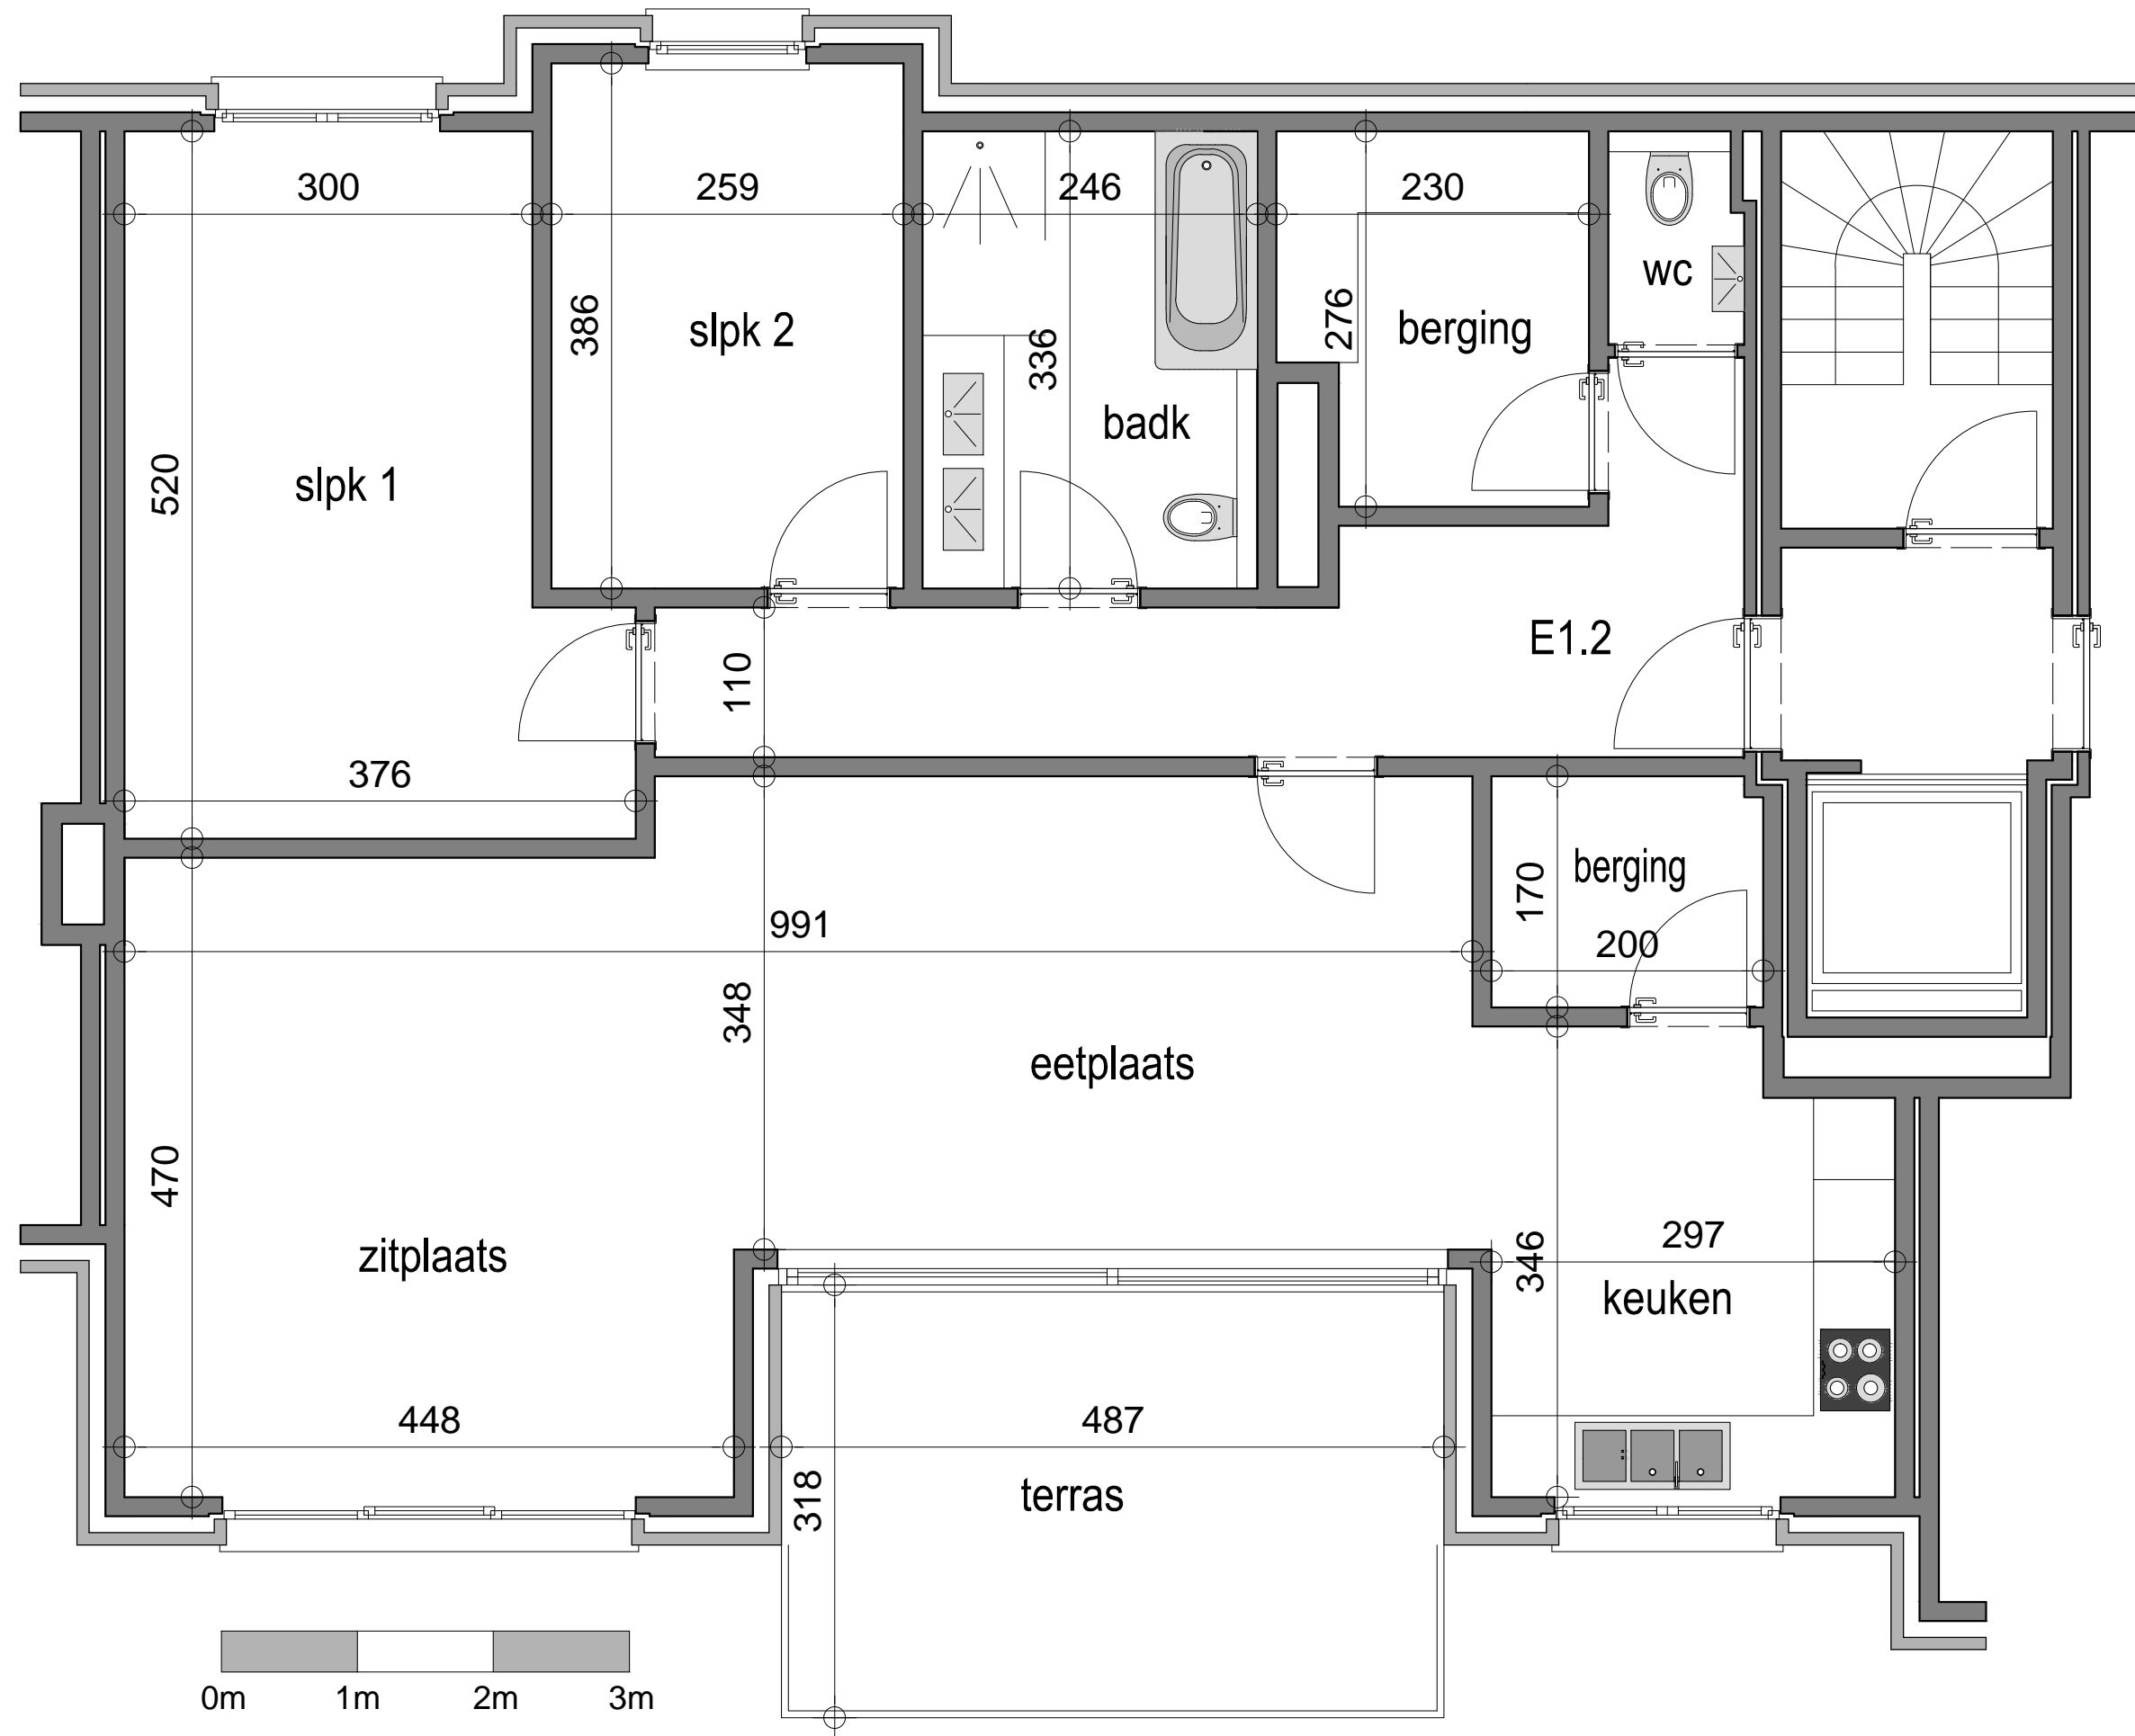 300
259
246
230
wc
276
386
slpk 2
berging
336
badk
520
slpk 1
E1.2
110
376
berging
170
991
200
348
eetplaats
470
zitplaats
297
346
keuken
448
487
318
terras
0m 1m 2m 3m